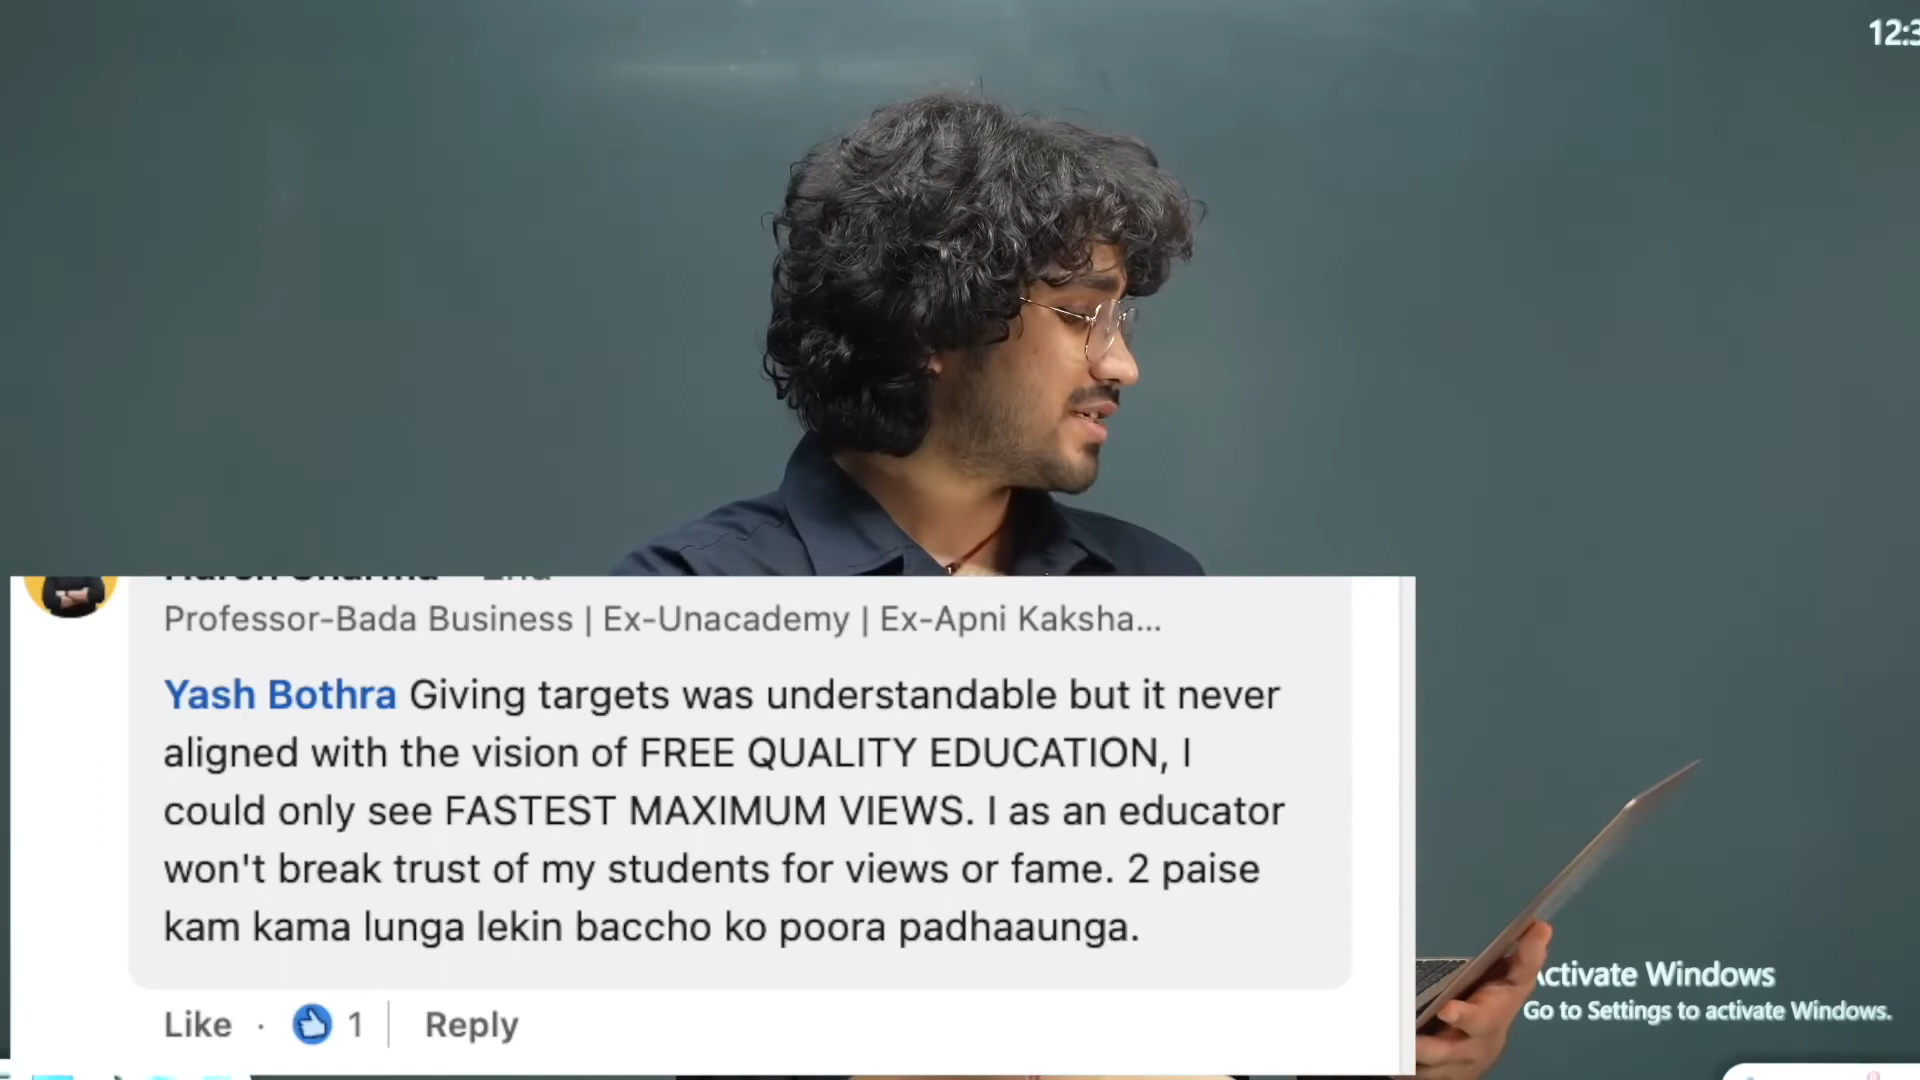 12:3
Professor-Bada Business | Ex-Unacademy | Ex-Apni Kaksha...
Yash Bothra Giving targets was understandable but it never
aligned with the vision of FREE QUALITY EDUCATION, I
could only see FASTEST MAXIMUM VIEWS. I as an educator
won't break trust of my students for views or fame. 2 paise
kam kama lunga lekin baccho ko poora padhaaunga.
Like · 1 | Reply
Activate Windows
Go to Settings to activate Windows.